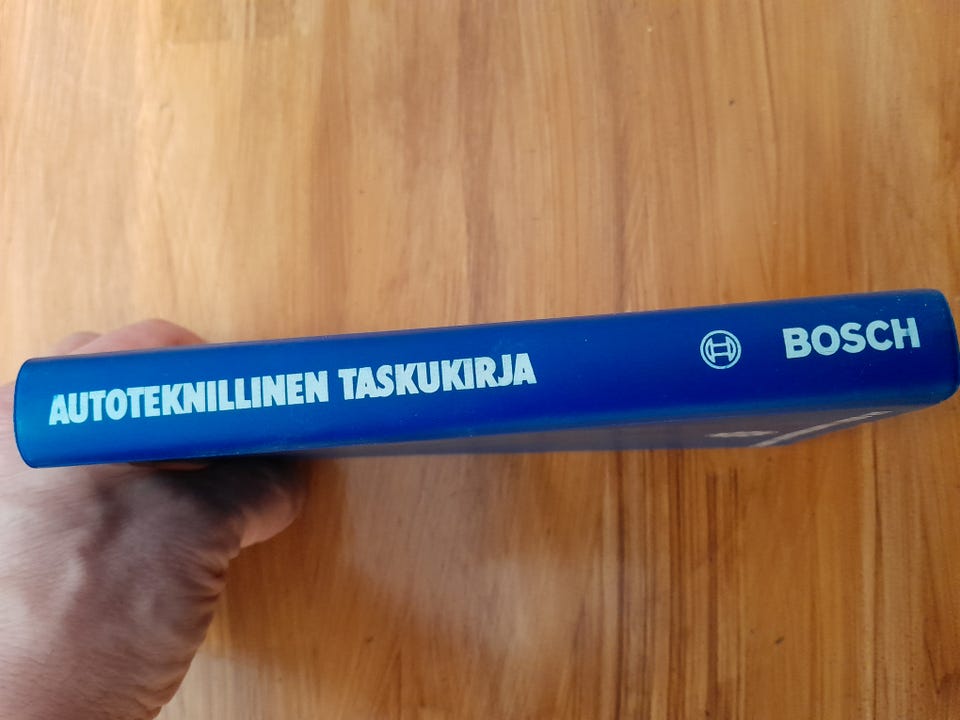 AUTOTEKNILLINEN TASKUKIRJA
BOSCH